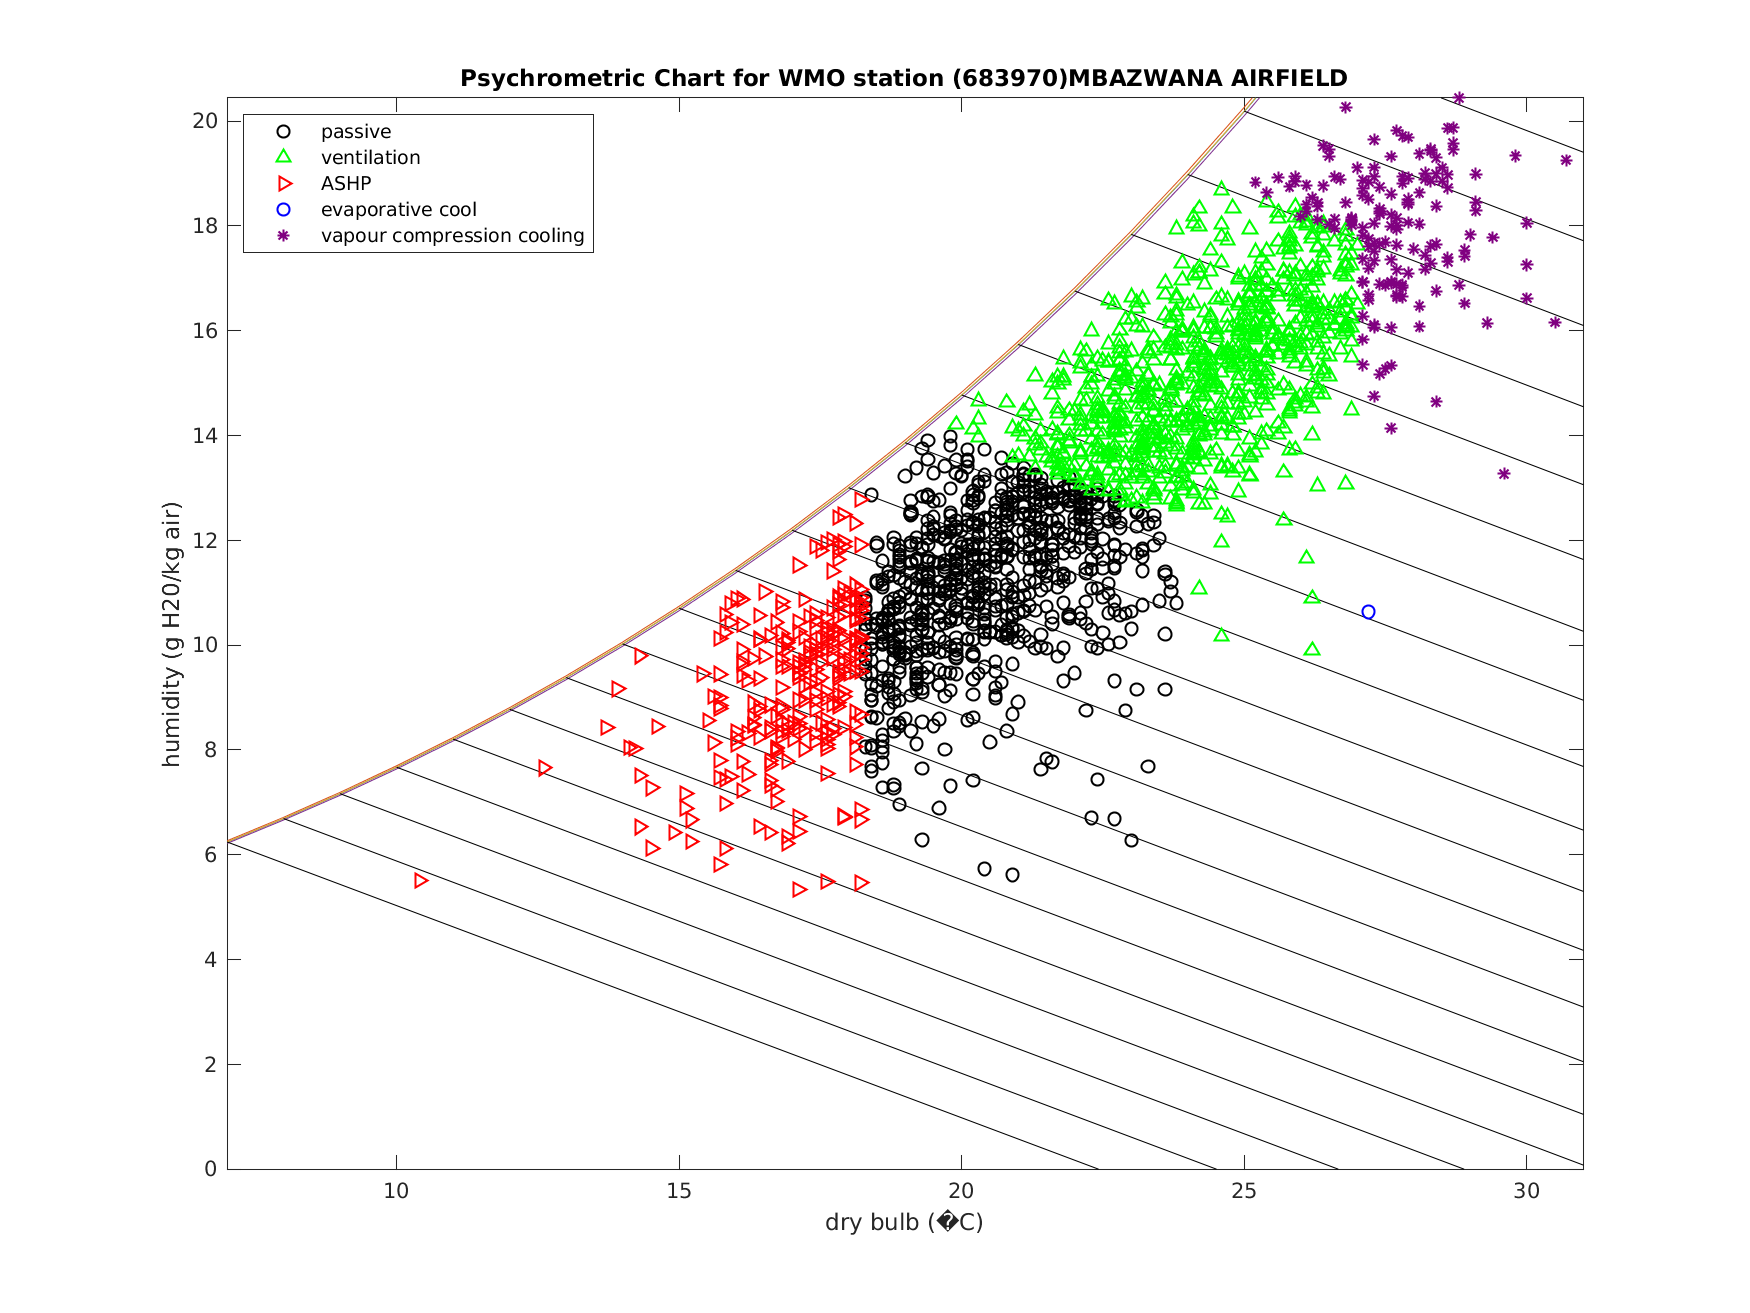 Psychrometric Chart for WMO station (683970)MBAZWANA AIRFIELD
passive
ventilation
ASHP
evaporative cool
vapour compression cooling
humidity (g H20/kg air)
20
18
16
14
12
10
8
6
4
2
0
10 15 20 25 30
dry bulb (�C)